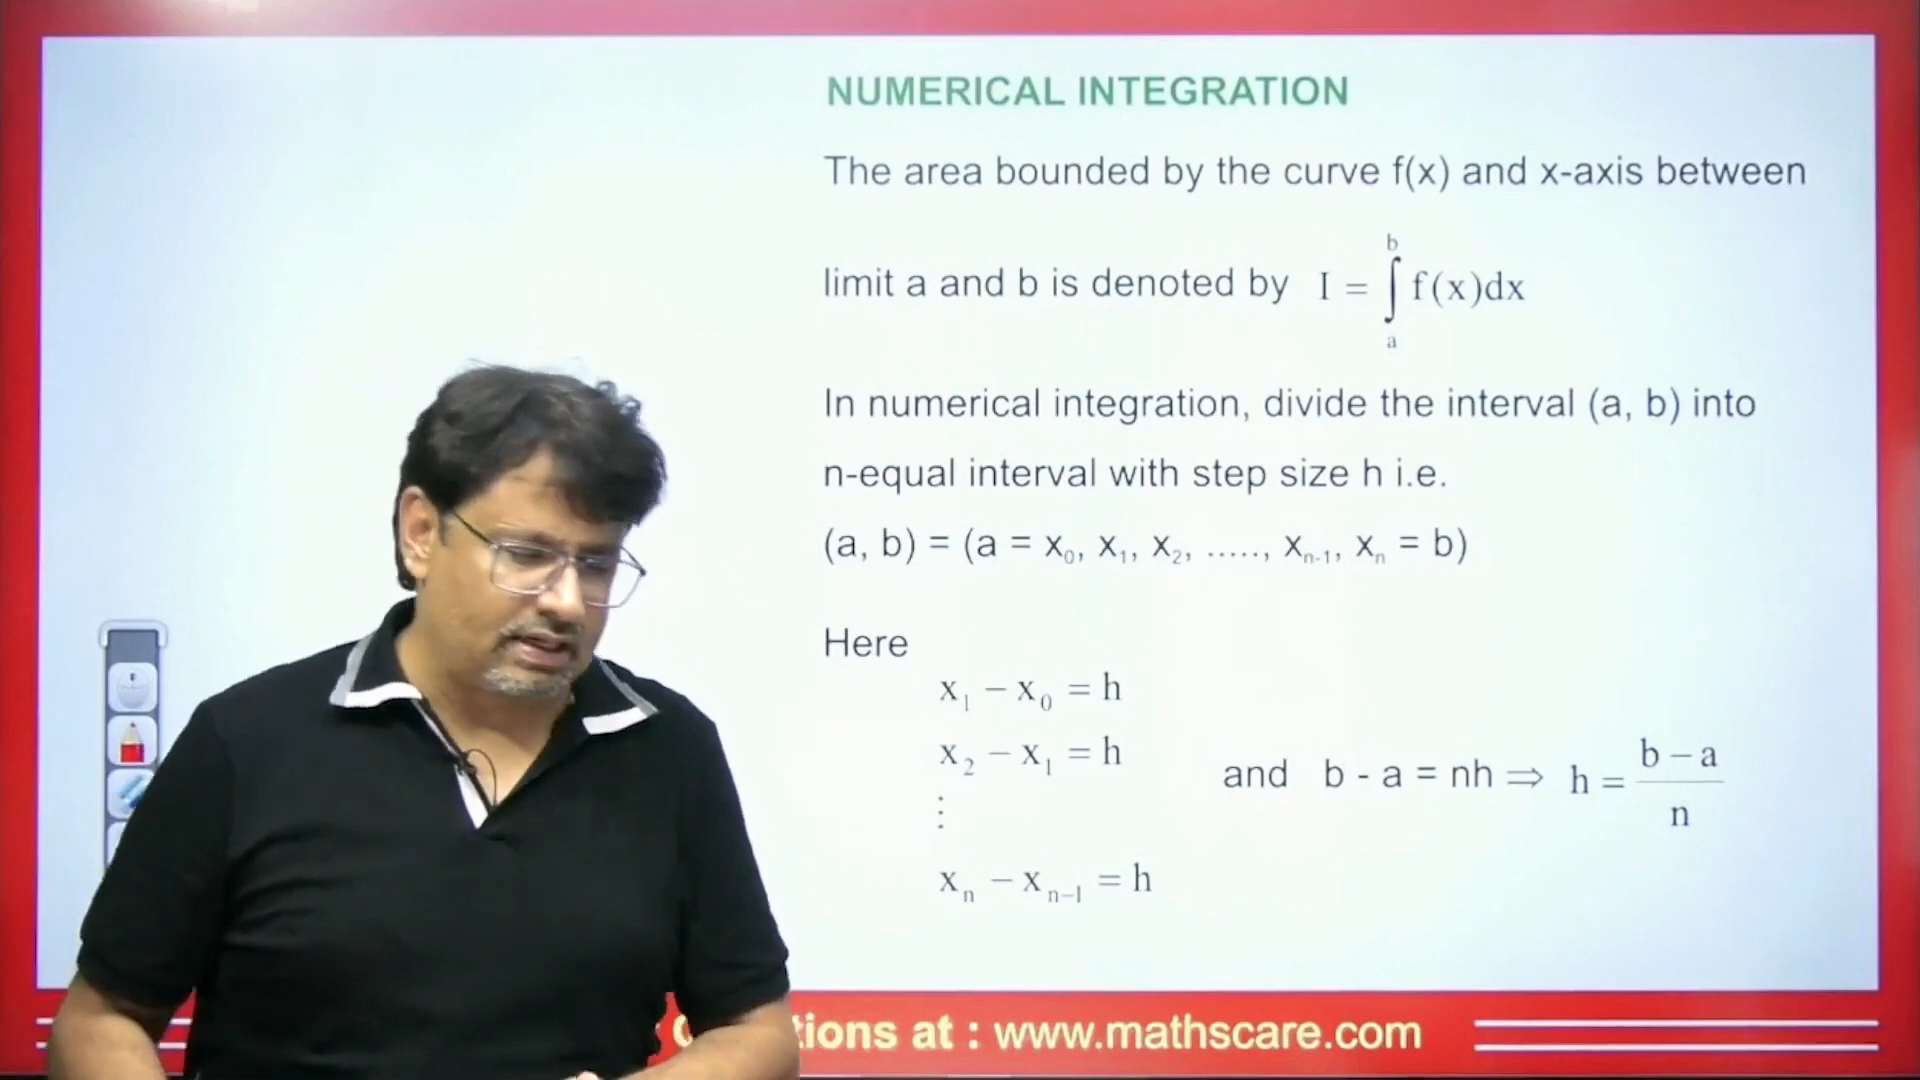 NUMERICAL INTEGRATION
The area bounded by the curve f(x) and x-axis between
limit a and b is denoted by I = ∫ₐᵇ f(x)dx
In numerical integration, divide the interval (a, b) into
n-equal interval with step size h i.e.
(a, b) = (a = x₀, x₁, x₂, ....., xₙ₋₁, xₙ = b)
Here
x₁ − x₀ = h
x₂ − x₁ = h
and b - a = nh ⇒ h = (b − a)/n
⋮
xₙ − xₙ₋₁ = h
tions at : www.mathscare.com